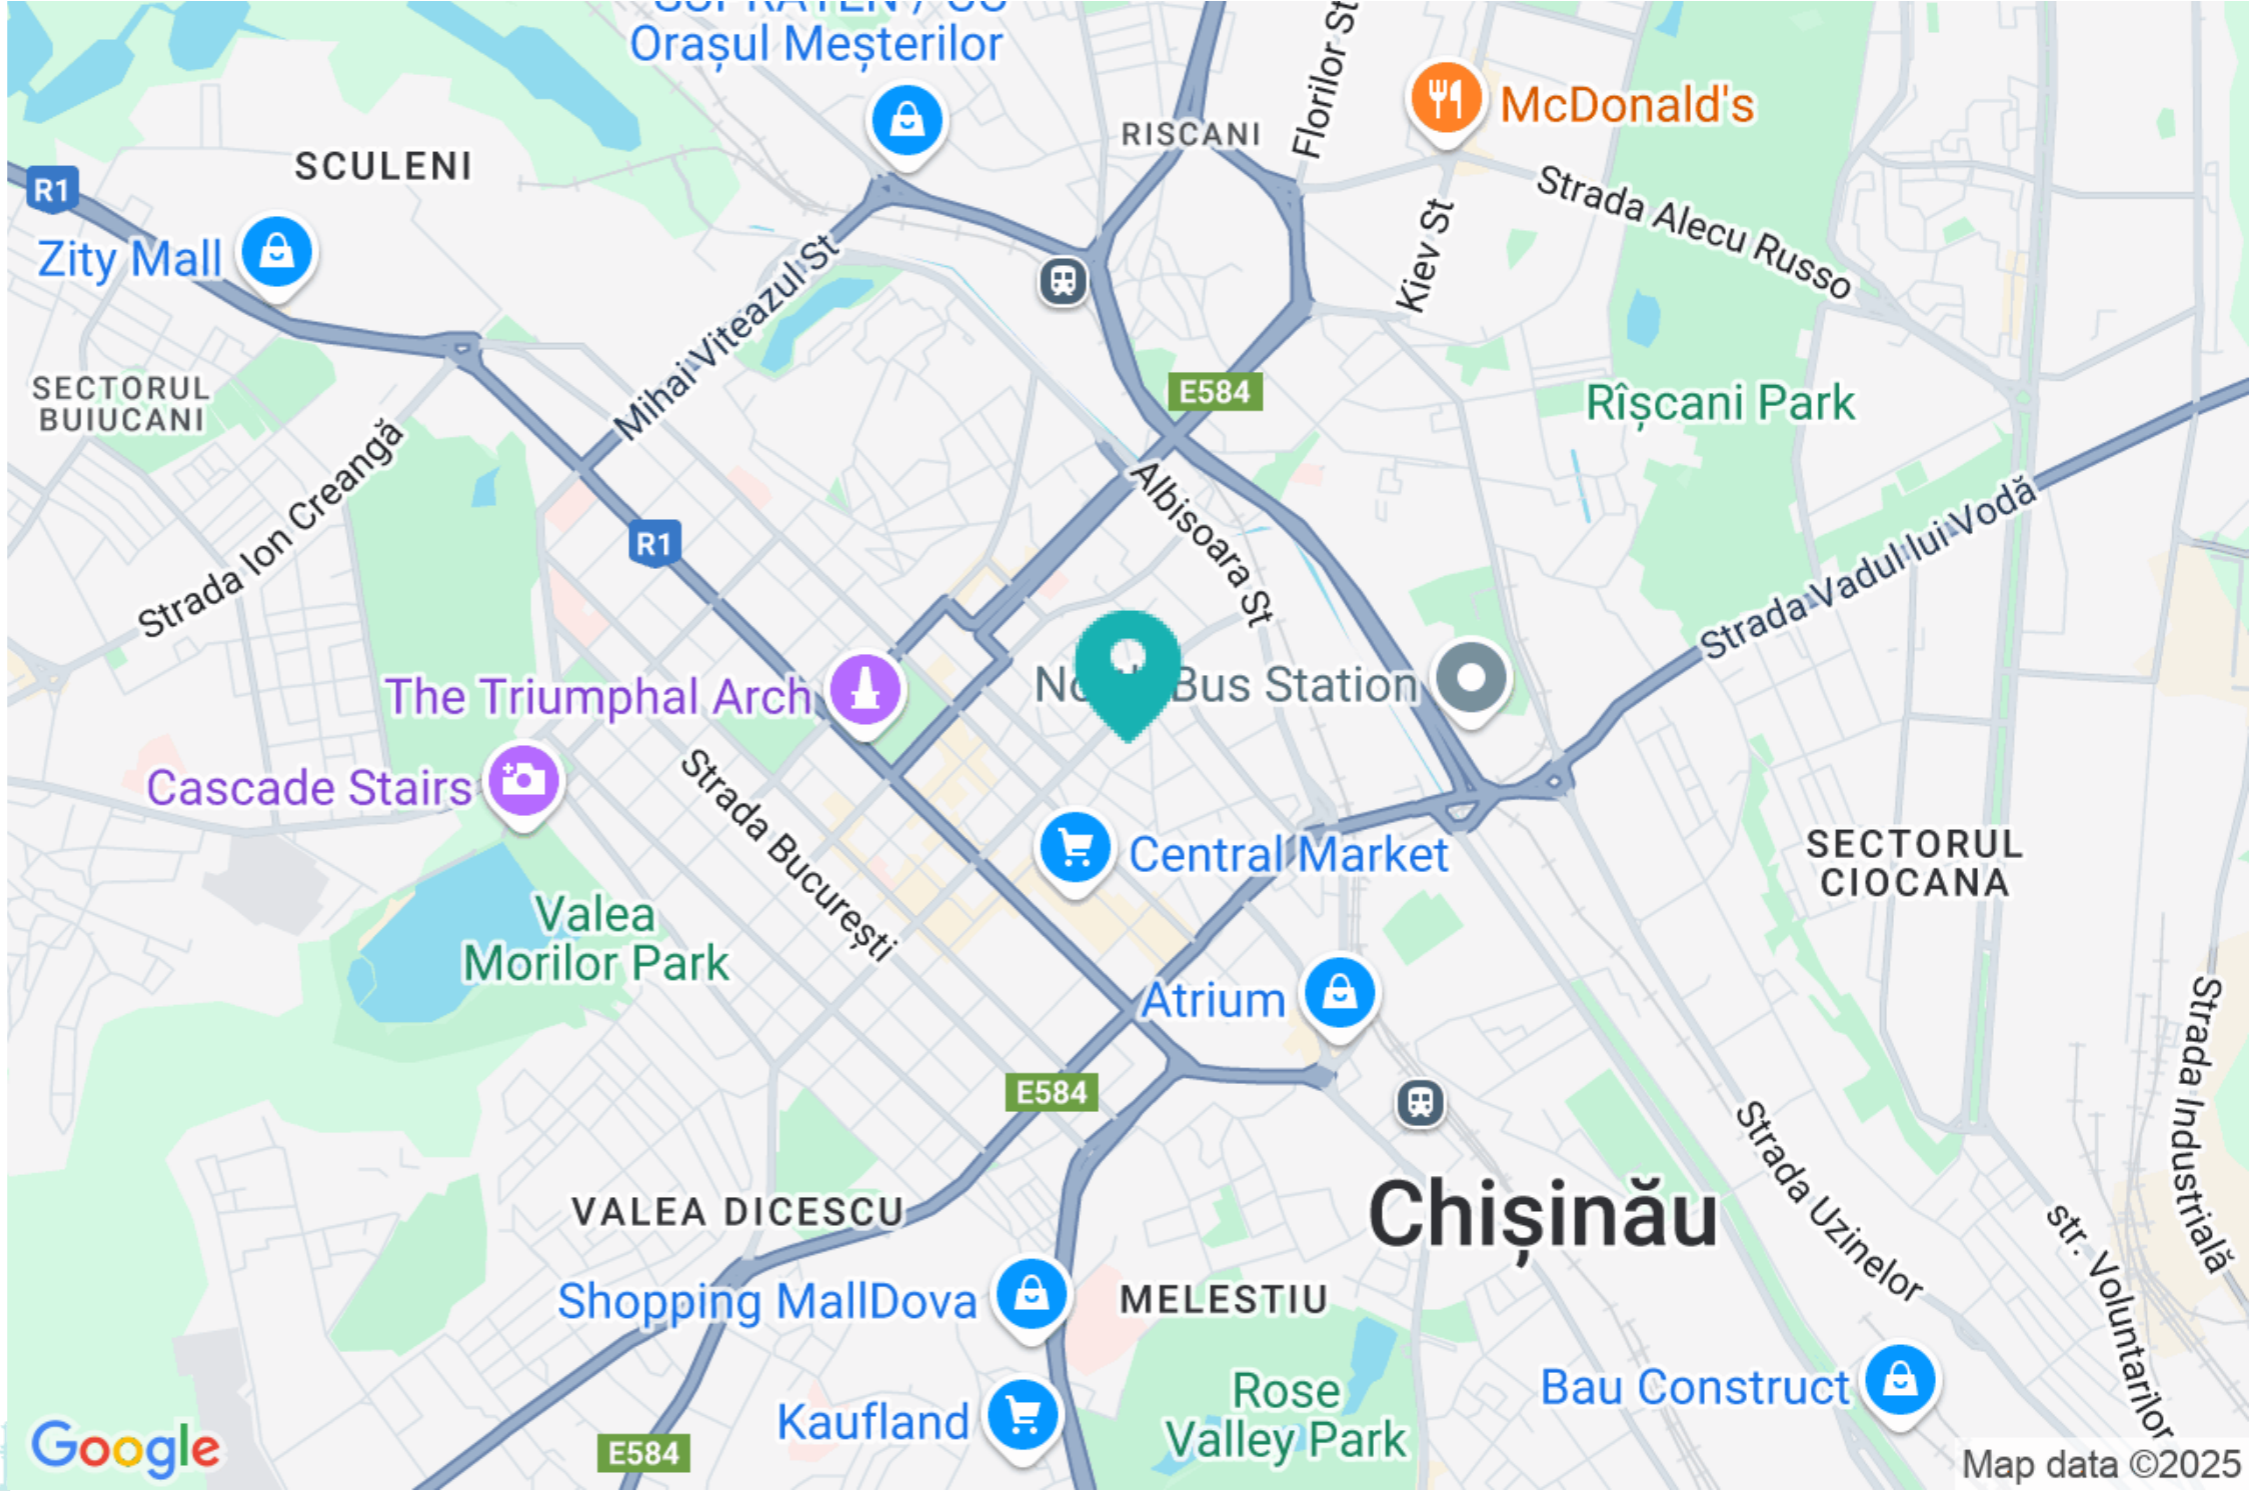 Orașul Meșterilor
Florilor St
McDonald's
RISCANI
SCULENI
R1
Strada Alecu Russo
Zity Mall
Kiev St
Mihai Viteazul St
SECTORUL
BUIUCANI
E584
Rîșcani Park
Strada Ion Creangă
Albisoara St
Strada Vadul lui Vodă
R1
The Triumphal Arch
Bus Station
Cascade Stairs
Strada București
Central Market
SECTORUL
CIOCANA
Valea
Morilor Park
Atrium
E584
Strada Industrială
Strada Uzinelor
VALEA DICESCU
Chișinău
str. Voluntarilor
Shopping MallDova
MELESTIU
Bau Construct
Rose
Valley Park
Kaufland
Google
E584
Map data ©2025